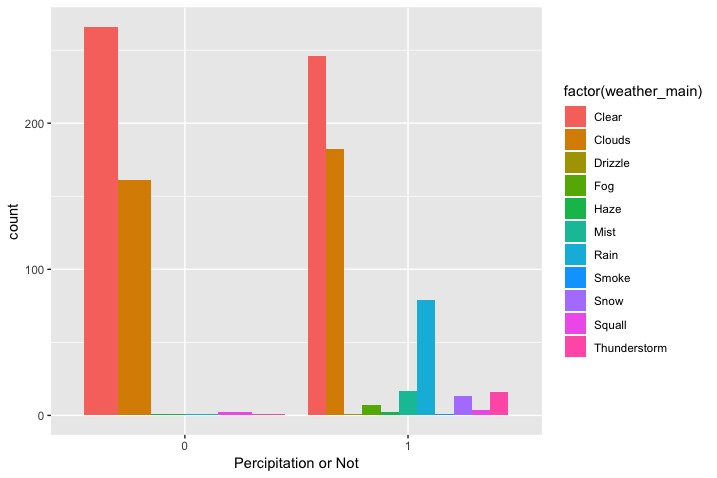 200
100
0
count
0
1
Percipitation or Not
factor(weather_main)
Clear
Clouds
Drizzle
Fog
Haze
Mist
Rain
Smoke
Snow
Squall
Thunderstorm